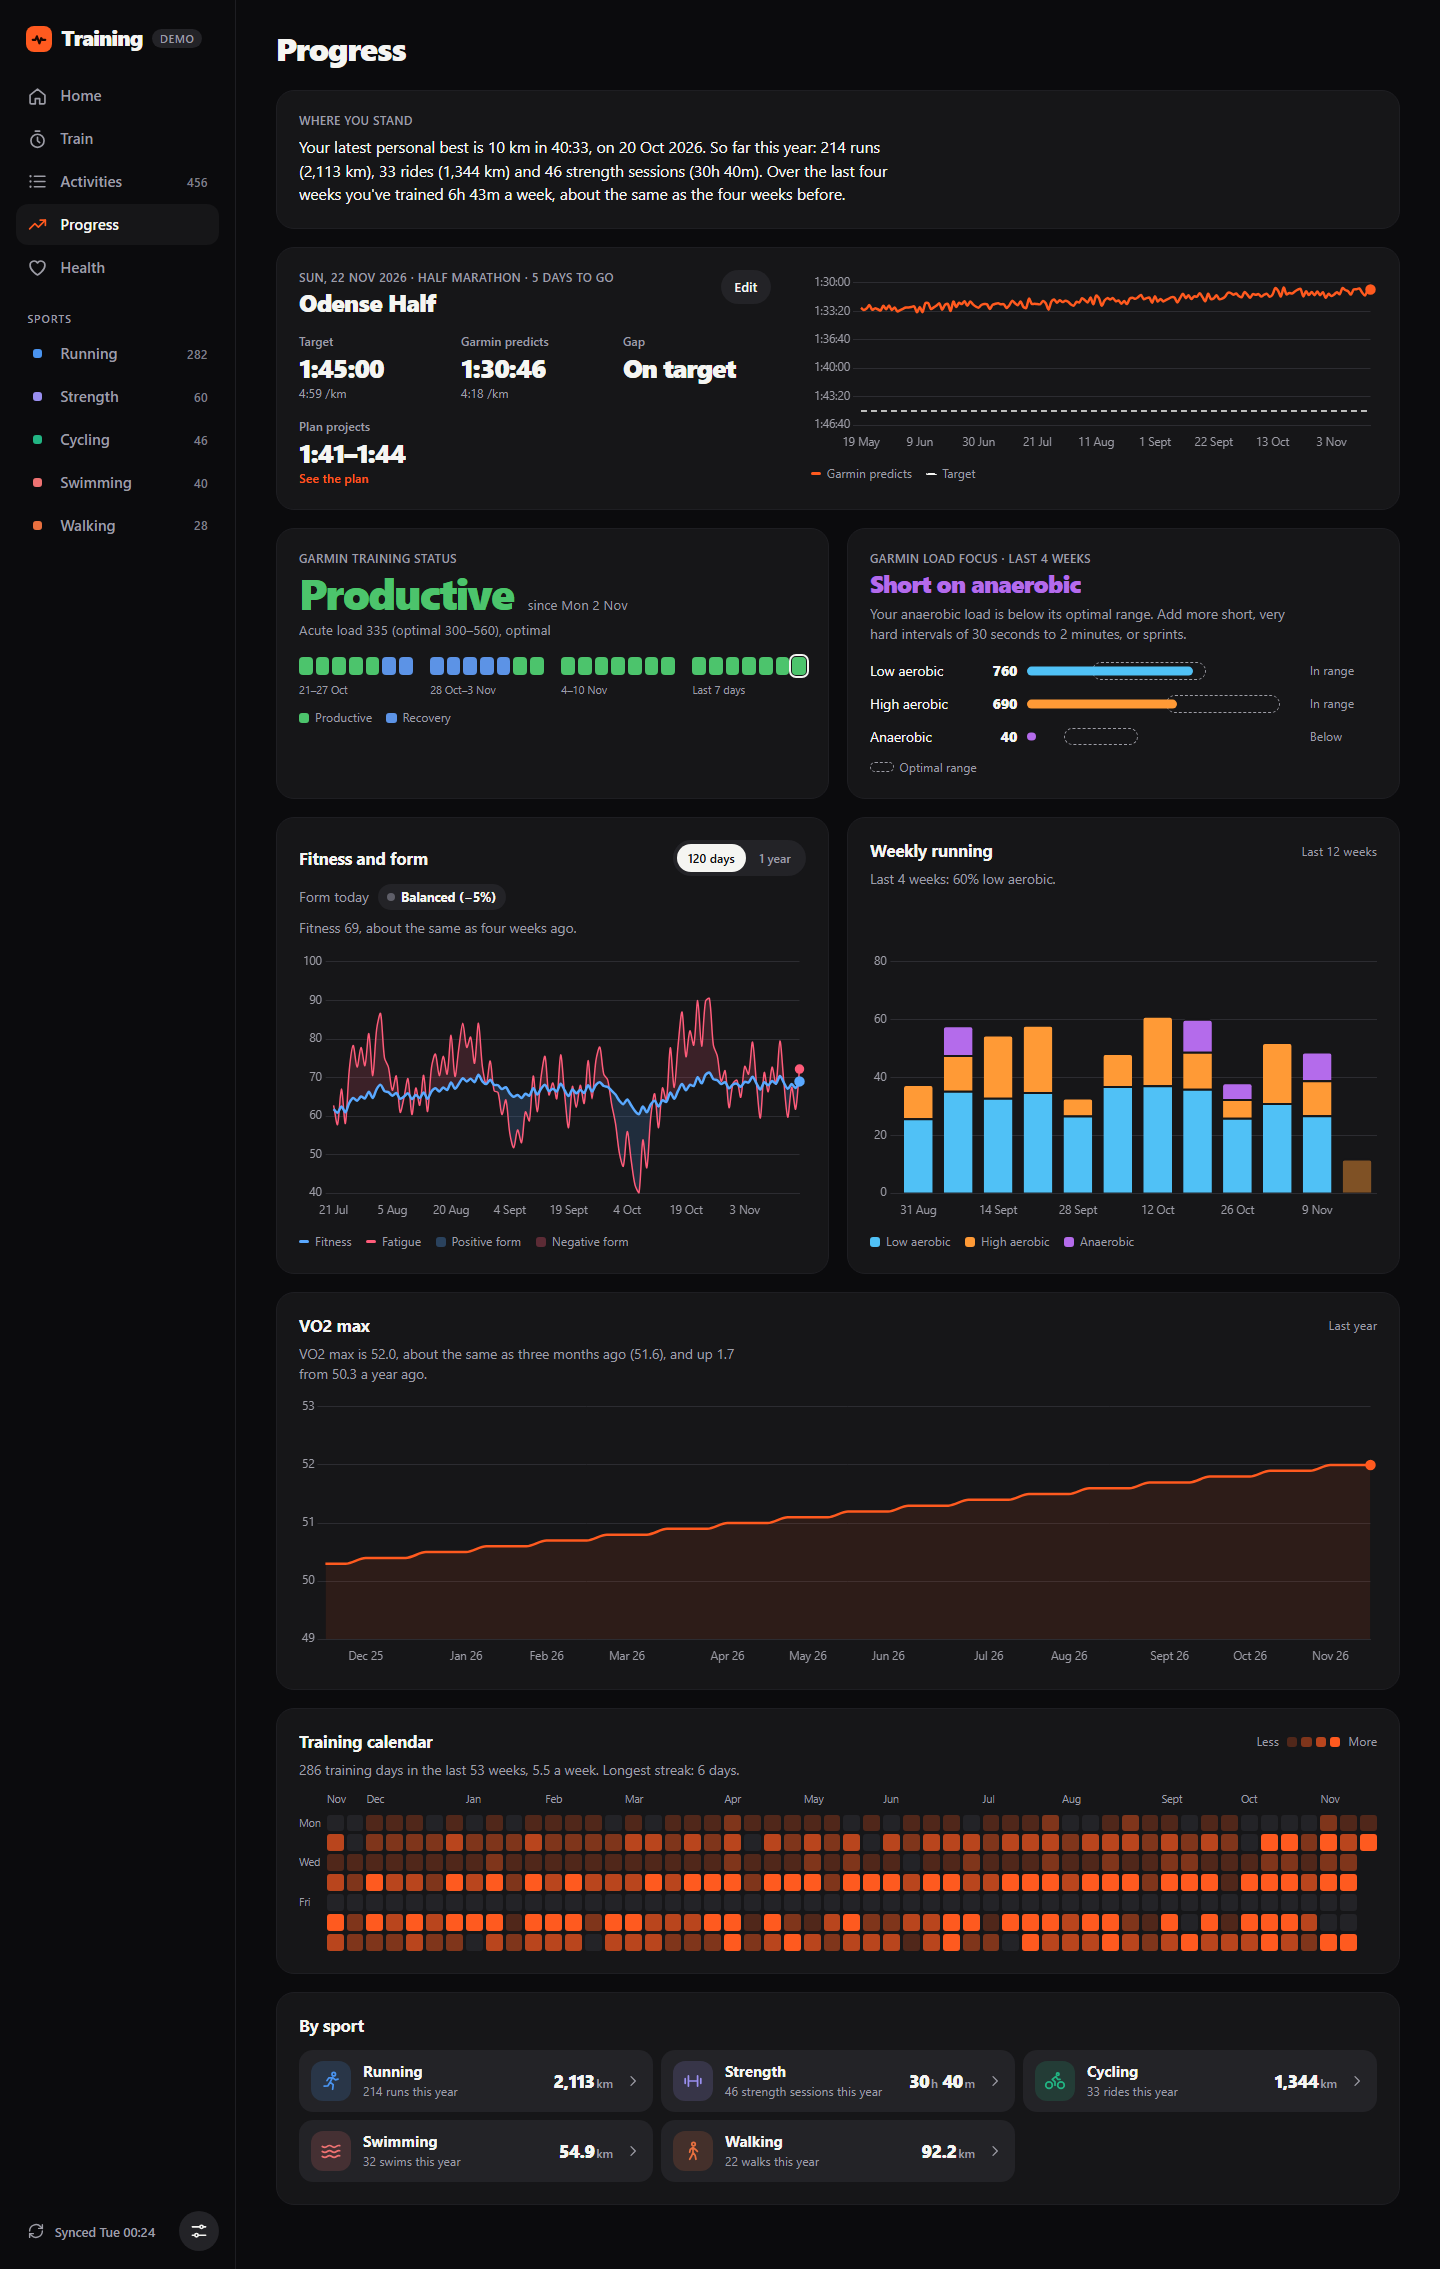 Training DEMO
Home
Train
Activities 456
Progress
Health
SPORTS
Running 282
Strength 60
Cycling 46
Swimming 40
Walking 28
Synced Tue 00:24
Progress
WHERE YOU STAND
Your latest personal best is 10 km in 40:33, on 20 Oct 2026. So far this year: 214 runs
(2,113 km), 33 rides (1,344 km) and 46 strength sessions (30h 40m). Over the last four
weeks you've trained 6h 43m a week, about the same as the four weeks before.
SUN, 22 NOV 2026 · HALF MARATHON · 5 DAYS TO GO
Odense Half
Edit
Target Garmin predicts Gap
1:45:00 1:30:46 On target
4:59 /km 4:18 /km
Plan projects
1:41–1:44
See the plan
1:30:00
1:33:20
1:36:40
1:40:00
1:43:20
1:46:40
19 May 9 Jun 30 Jun 21 Jul 11 Aug 1 Sept 22 Sept 13 Oct 3 Nov
Garmin predicts Target
GARMIN TRAINING STATUS
Productive since Mon 2 Nov
Acute load 335 (optimal 300–560), optimal
21–27 Oct 28 Oct–3 Nov 4–10 Nov Last 7 days
Productive Recovery
GARMIN LOAD FOCUS · LAST 4 WEEKS
Short on anaerobic
Your anaerobic load is below its optimal range. Add more short, very
hard intervals of 30 seconds to 2 minutes, or sprints.
Low aerobic 760 In range
High aerobic 690 In range
Anaerobic 40 Below
Optimal range
Fitness and form 120 days 1 year
Form today Balanced (−5%)
Fitness 69, about the same as four weeks ago.
100
90
80
70
60
50
40
21 Jul 5 Aug 20 Aug 4 Sept 19 Sept 4 Oct 19 Oct 3 Nov
Fitness Fatigue Positive form Negative form
Weekly running Last 12 weeks
Last 4 weeks: 60% low aerobic.
80
60
40
20
0
31 Aug 14 Sept 28 Sept 12 Oct 26 Oct 9 Nov
Low aerobic High aerobic Anaerobic
VO2 max Last year
VO2 max is 52.0, about the same as three months ago (51.6), and up 1.7
from 50.3 a year ago.
53
52
51
50
49
Dec 25 Jan 26 Feb 26 Mar 26 Apr 26 May 26 Jun 26 Jul 26 Aug 26 Sept 26 Oct 26 Nov 26
Training calendar Less More
286 training days in the last 53 weeks, 5.5 a week. Longest streak: 6 days.
Nov Dec Jan Feb Mar Apr May Jun Jul Aug Sept Oct Nov
Mon
Wed
Fri
By sport
Running 2,113 km
214 runs this year
Strength 30h 40m
46 strength sessions this year
Cycling 1,344 km
33 rides this year
Swimming 54.9 km
32 swims this year
Walking 92.2 km
22 walks this year